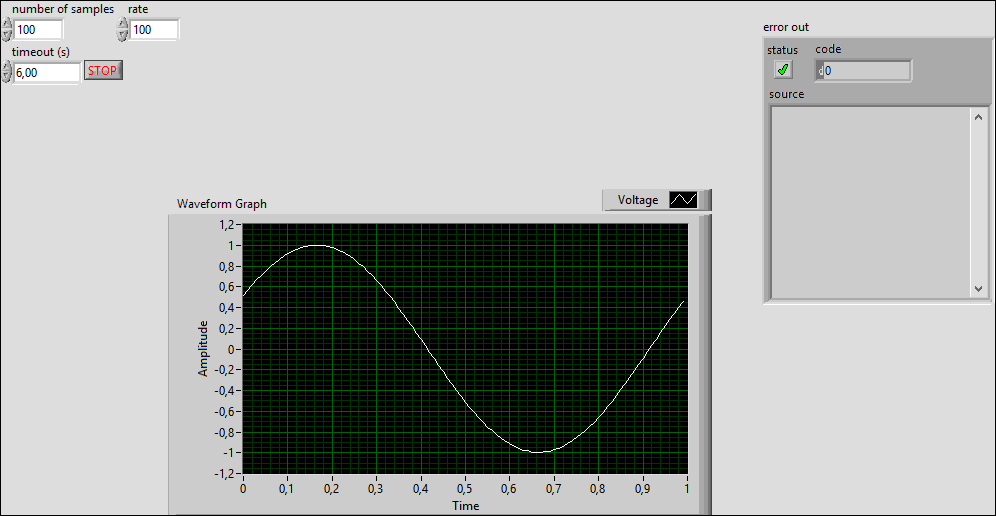 number of samples rate
100 100
timeout (s)
6,00 STOP
error out
status code
d0
source
Waveform Graph Voltage
1,2
1
0,8
0,6
0,4
0,2
0
-0,2
-0,4
-0,6
-0,8
-1
-1,2
Amplitude
0 0,1 0,2 0,3 0,4 0,5 0,6 0,7 0,8 0,9 1
Time